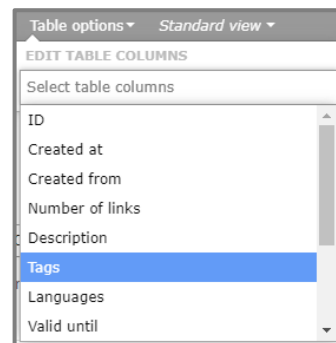 Table options Standard view
EDIT TABLE COLUMNS
Select table columns
ID
Created at
Created from
Number of links
Description
Tags
Languages
Valid until